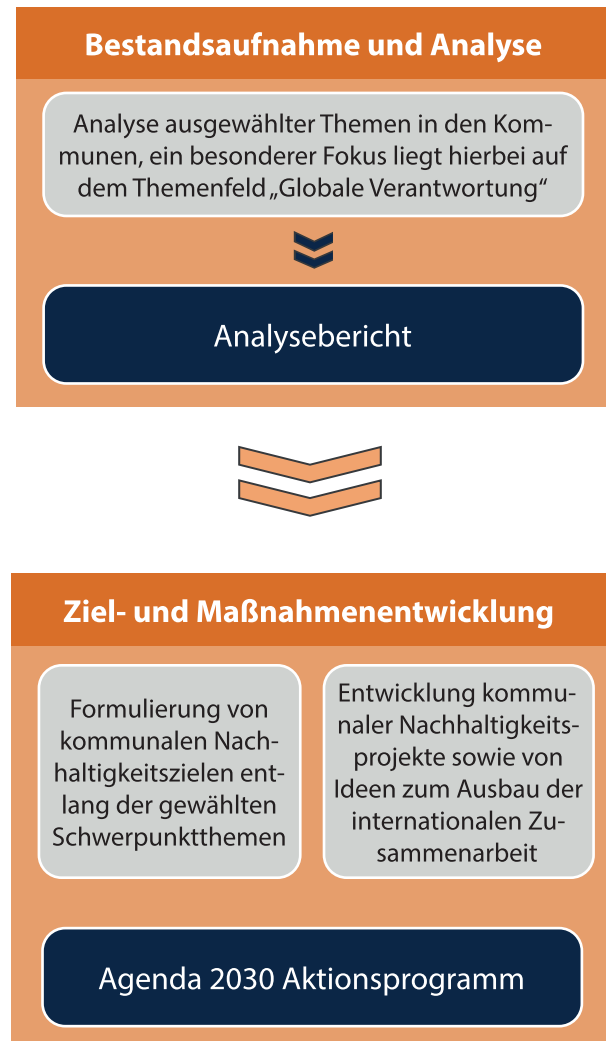 Bestandsaufnahme und Analyse
Analyse ausgewählter Themen in den Kom-
munen, ein besonderer Fokus liegt hierbei auf
dem Themenfeld „Globale Verantwortung“
Analysebericht
Ziel- und Maßnahmenentwicklung
Formulierung von
kommunalen Nach-
haltigkeitszielen ent-
lang der gewählten
Schwerpunktthemen
Entwicklung kommu-
naler Nachhaltigkeits-
projekte sowie von
Ideen zum Ausbau der
internationalen Zu-
sammenarbeit
Agenda 2030 Aktionsprogramm